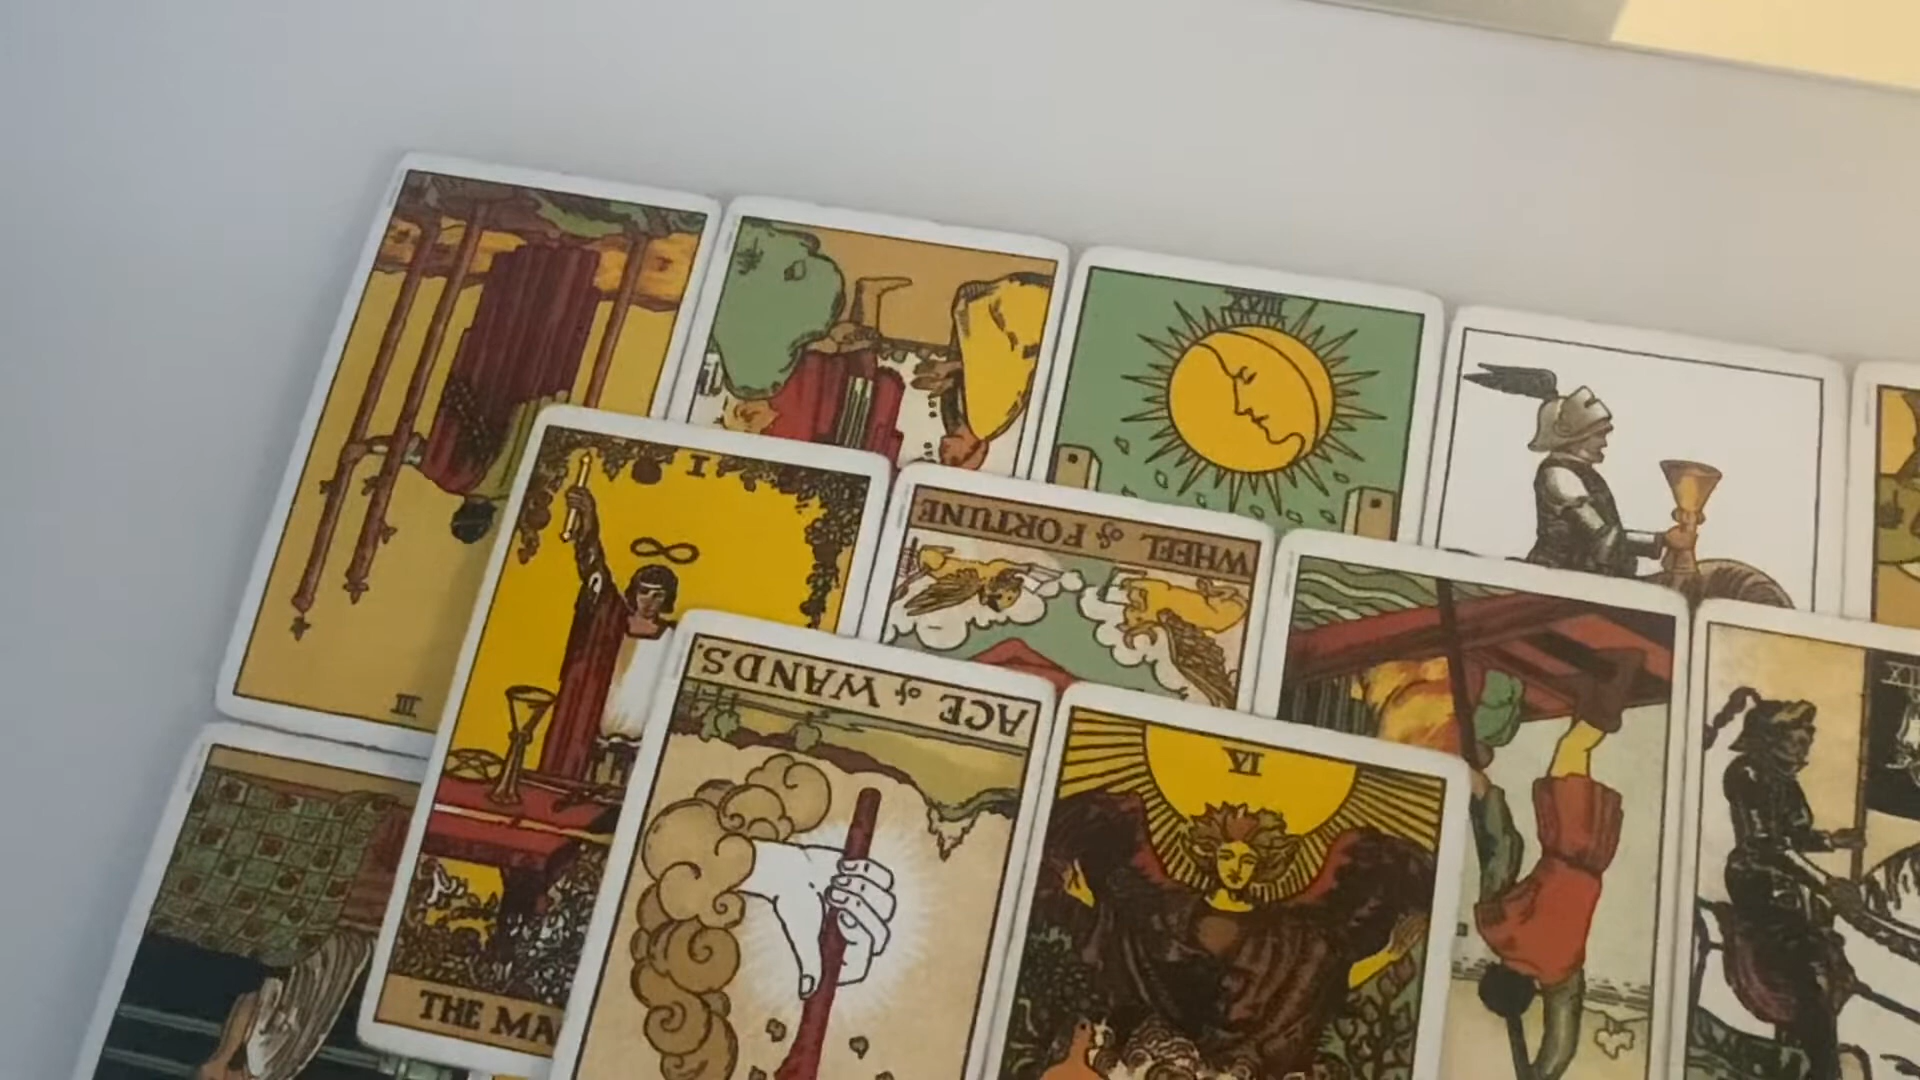 XVIII
I
WHEEL of FORTUNE
III
ACE of WANDS.
VI
THE MA